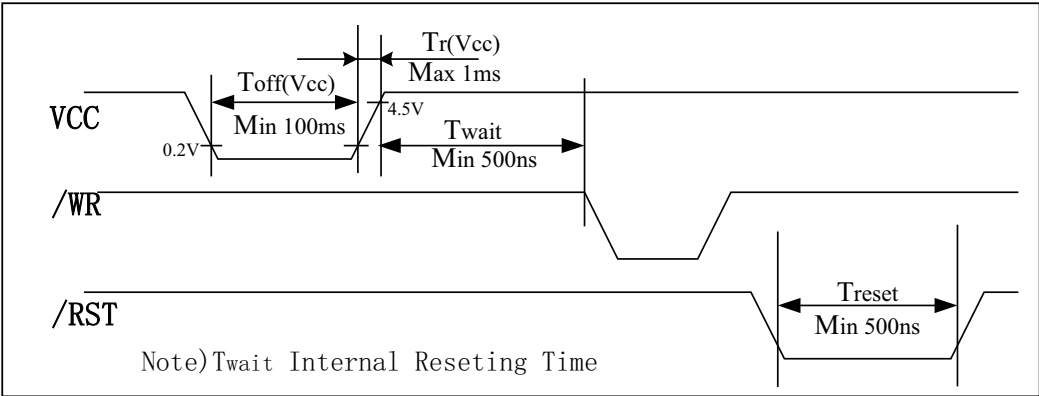 Tr(Vcc)
Max 1ms
Toff(Vcc)
Min 100ms
VCC
4.5V
0.2V
Twait
Min 500ns
/WR
Treset
Min 500ns
/RST
Note)Twait Internal Reseting Time